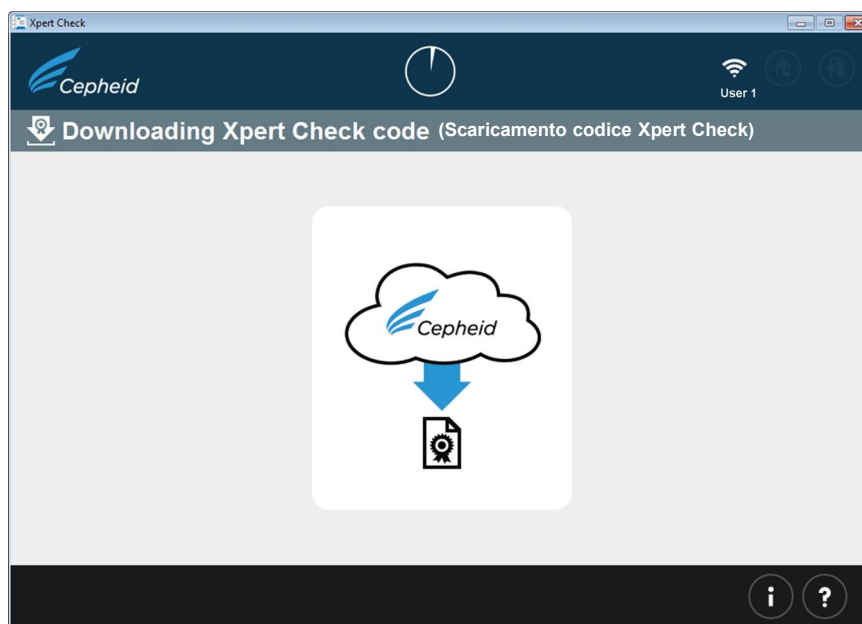 Xpert Check
Cepheid
User 1
Downloading Xpert Check code (Scaricamento codice Xpert Check)
Cepheid
i ?